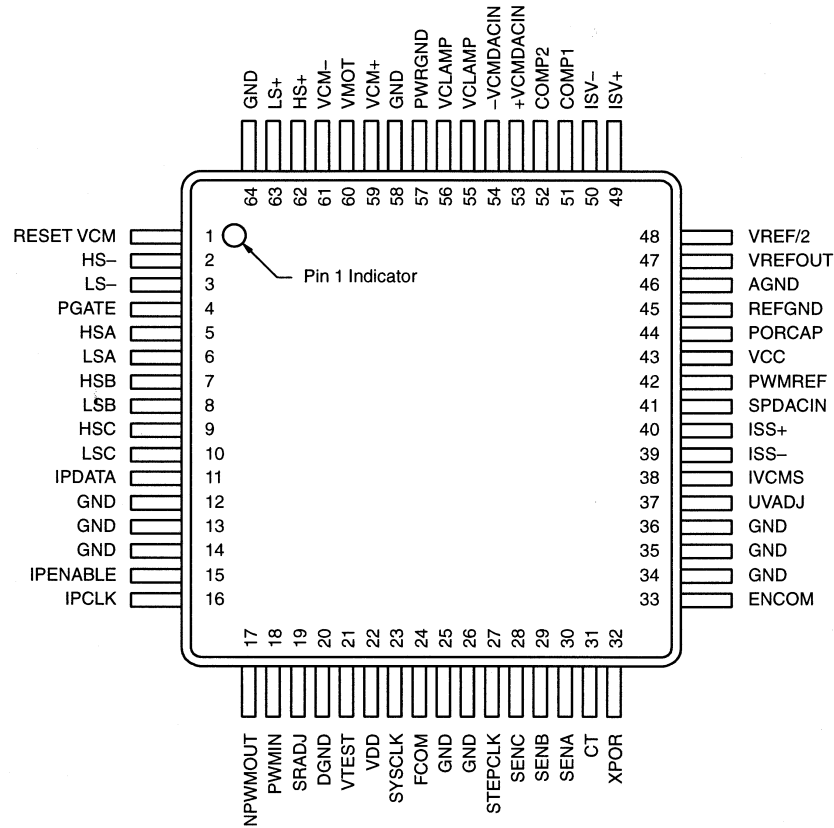 GND
LS+
HS+
VCM–
VMOT
VCM+
GND
PWRGND
VCLAMP
VCLAMP
–VCMDACIN
+VCMDACIN
COMP2
COMP1
ISV–
ISV+
64 63 62 61 60 59 58 57 56 55 54 53 52 51 50 49
RESET VCM 1 48 VREF/2
HS– 2 47 VREFOUT
LS– 3 Pin 1 Indicator 46 AGND
PGATE 4 45 REFGND
HSA 5 44 PORCAP
LSA 6 43 VCC
HSB 7 42 PWMREF
LSB 8 41 SPDACIN
HSC 9 40 ISS+
LSC 10 39 ISS–
IPDATA 11 38 IVCMS
GND 12 37 UVADJ
GND 13 36 GND
GND 14 35 GND
IPENABLE 15 34 GND
IPCLK 16 33 ENCOM
17 18 19 20 21 22 23 24 25 26 27 28 29 30 31 32
NPWMOUT
PWMIN
SRADJ
DGND
VTEST
VDD
SYSCLK
FCOM
GND
GND
STEPCLK
SENC
SENB
SENA
CT
XPOR